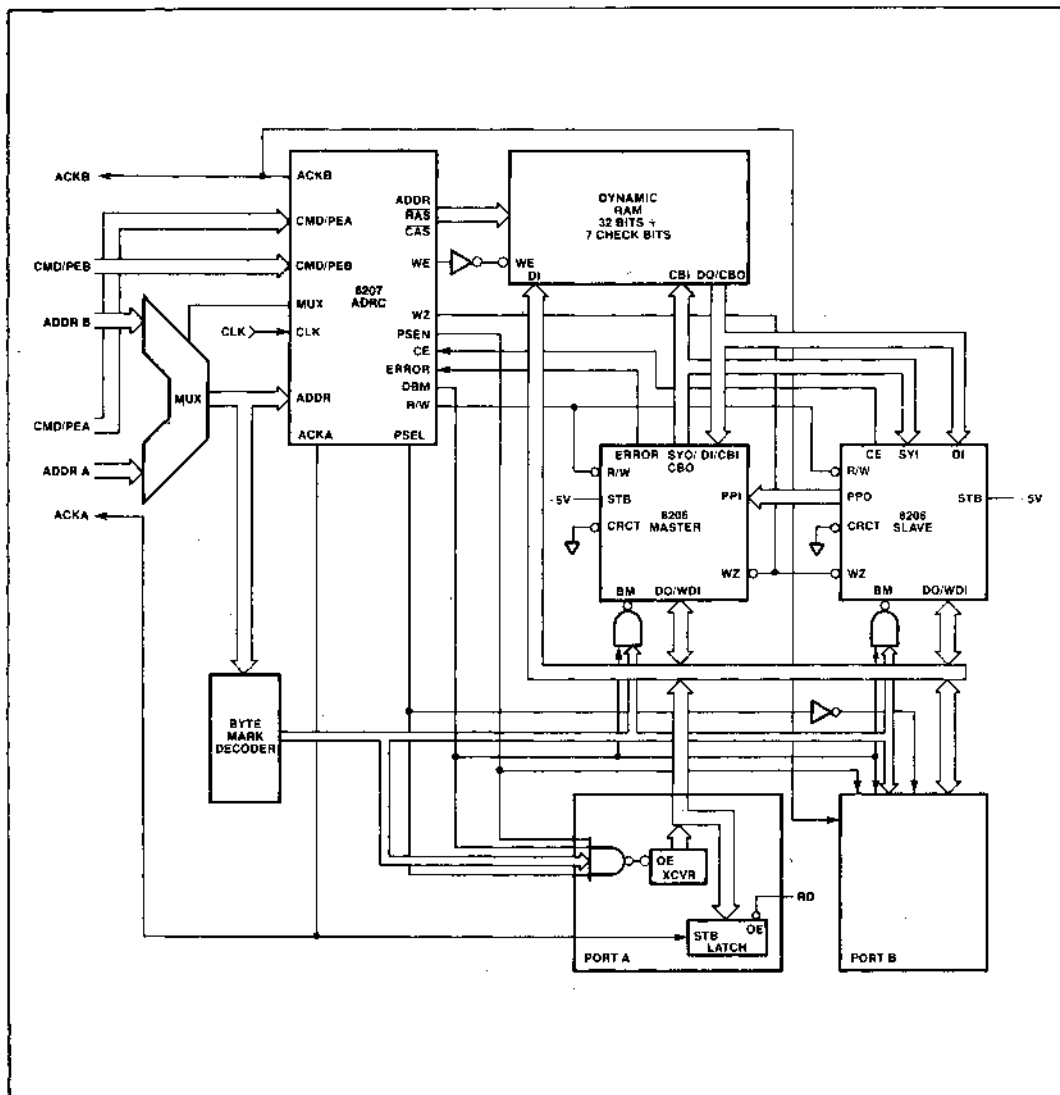 ACKB
CMD/PEB
ADDR B
CMD/PEA
ADDR A
ACKA
MUX
CLK
ACKB
CMD/PEA
CMD/PEB
MUX
CLK
ADDR
ACKA
8207
ADRC
ADDR
RAS
CAS
WE
WZ
PSEN
CE
ERROR
DBM
R/W
PSEL
DYNAMIC
RAM
32 BITS +
7 CHECK BITS
WE
DI
CBI
DO/CBO
ERROR
SYO/
CBO
DI/CBI
R/W
STB
-5V
CRCT
PPI
8206
MASTER
WZ
BM
DO/WDI
CE
SYI
DI
R/W
PPO
STB
-5V
CRCT
8206
SLAVE
WZ
BM
DO/WDI
BYTE
MARK
DECODER
OE
XCVR
RD
STB
OE
LATCH
PORT A
PORT B